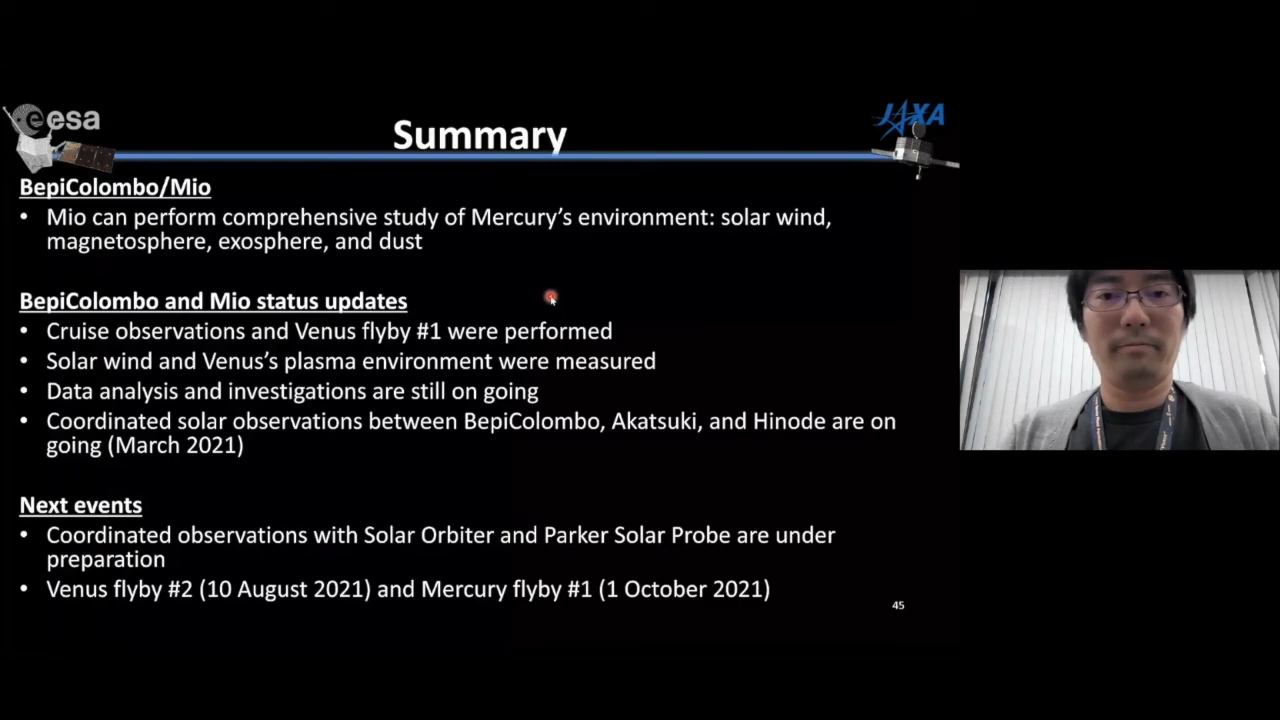 esa
JAXA
Summary
BepiColombo/Mio
• Mio can perform comprehensive study of Mercury's environment: solar wind,
magnetosphere, exosphere, and dust
BepiColombo and Mio status updates
• Cruise observations and Venus flyby #1 were performed
• Solar wind and Venus's plasma environment were measured
• Data analysis and investigations are still on going
• Coordinated solar observations between BepiColombo, Akatsuki, and Hinode are on
going (March 2021)
Next events
• Coordinated observations with Solar Orbiter and Parker Solar Probe are under
preparation
• Venus flyby #2 (10 August 2021) and Mercury flyby #1 (1 October 2021)
45